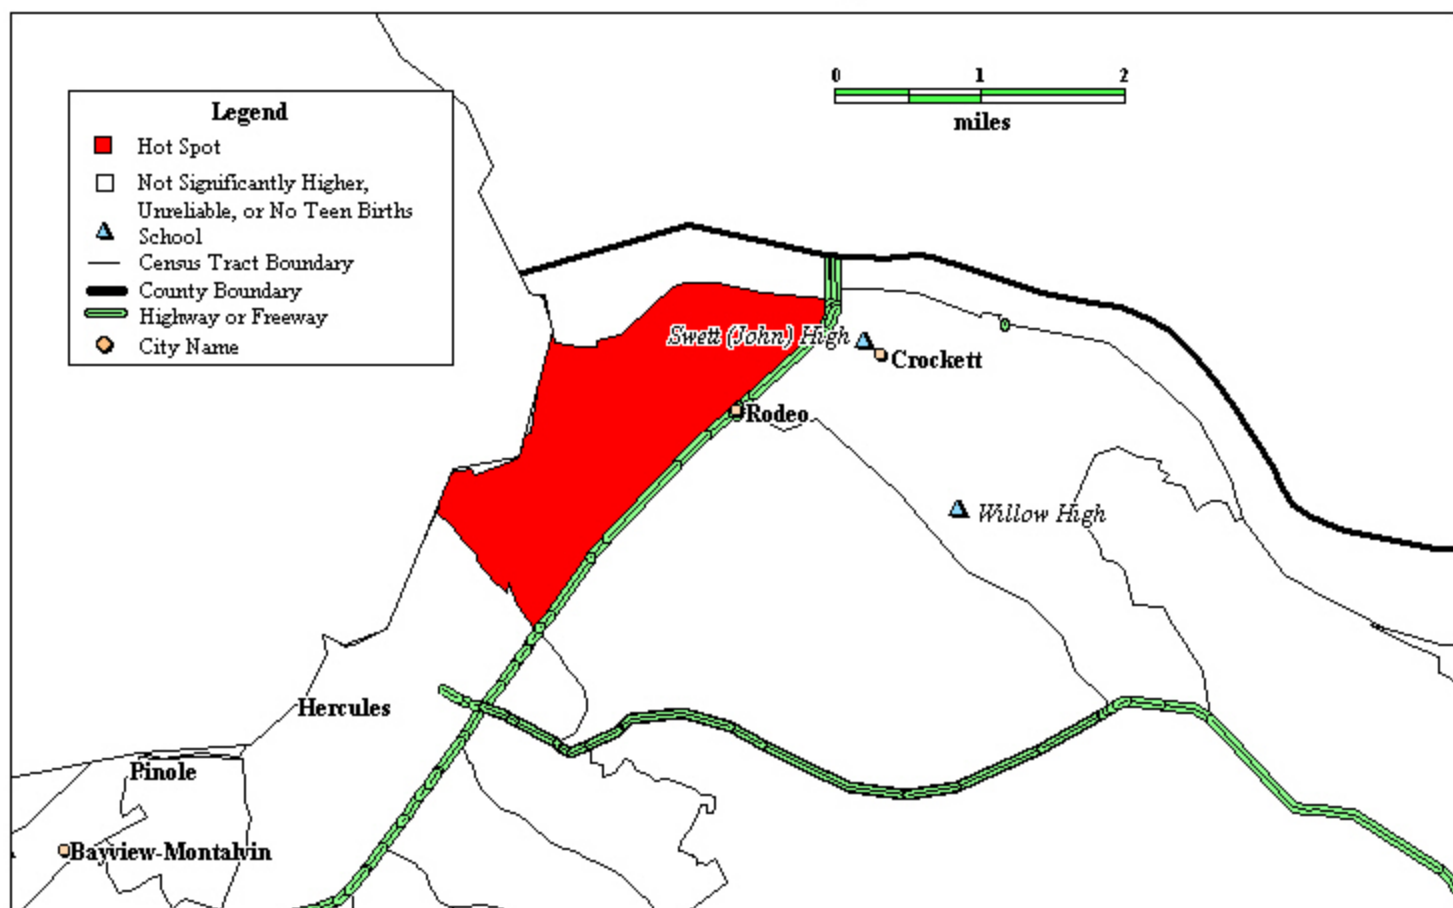 0 1 2
miles
Legend
Hot Spot
Not Significantly Higher,
Unreliable, or No Teen Births
School
Census Tract Boundary
County Boundary
Highway or Freeway
City Name
Swett (John) High
Crockett
Rodeo
Willow High
Hercules
Pinole
Bayview-Montalvin